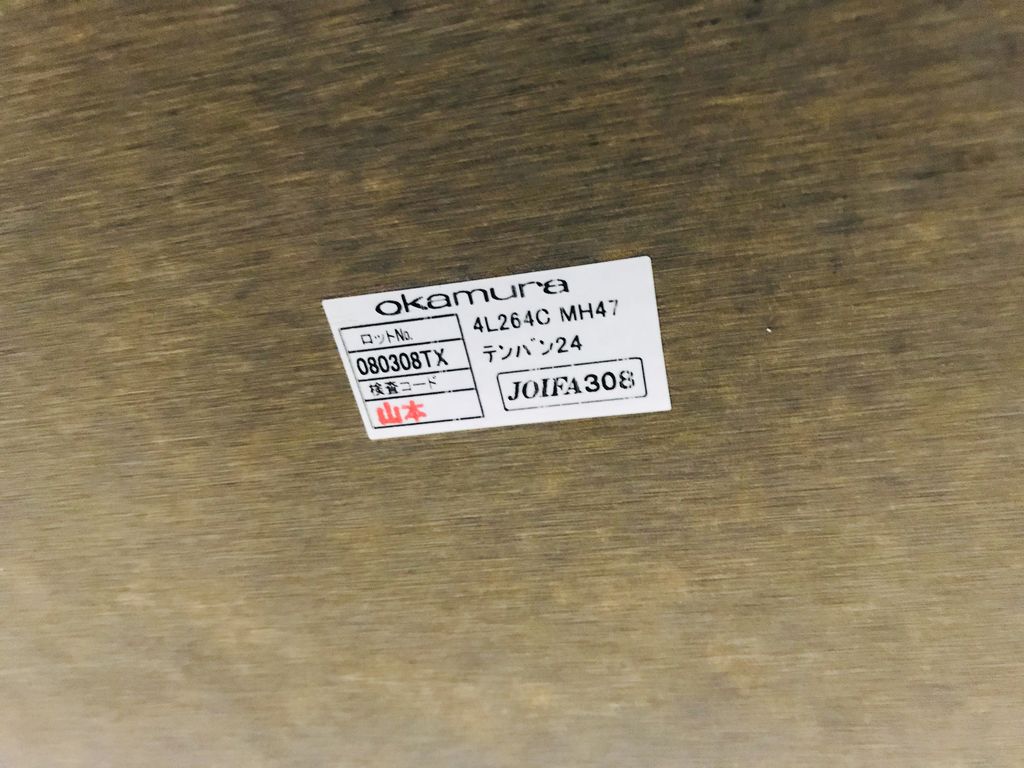 okamura
ロットNo.
080308TX
検査コード
山本
4L264C MH47
テンバン24
JOIFA308